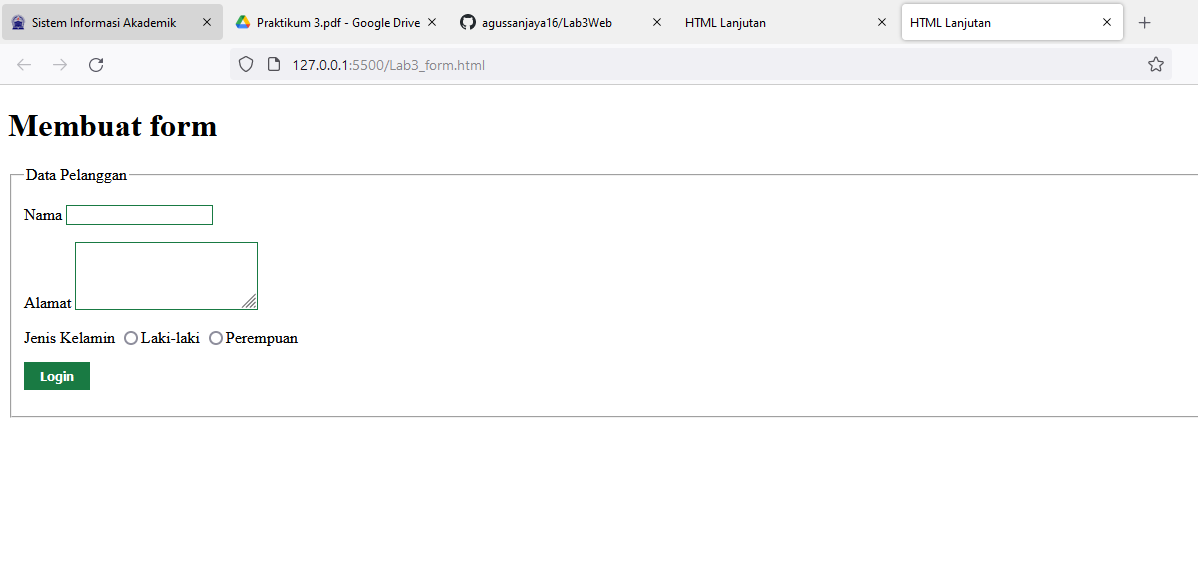 Sistem Informasi Akademik
Praktikum 3.pdf - Google Drive
agussanjaya16/Lab3Web
HTML Lanjutan
HTML Lanjutan
127.0.0.1:5500/Lab3_form.html
Membuat form
Data Pelanggan
Nama
Alamat
Jenis Kelamin Laki-laki Perempuan
Login